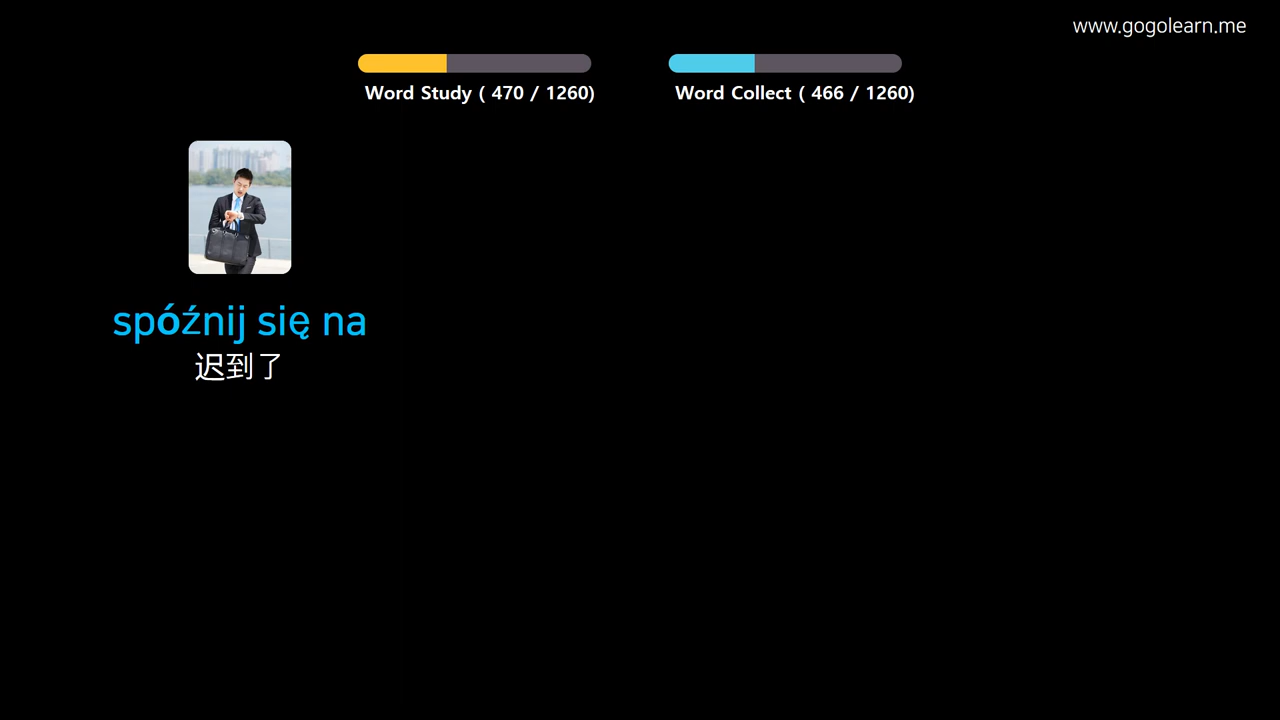 www.gogolearn.me
Word Study ( 470 / 1260)
Word Collect ( 466 / 1260)
spóźnij się na
迟到了